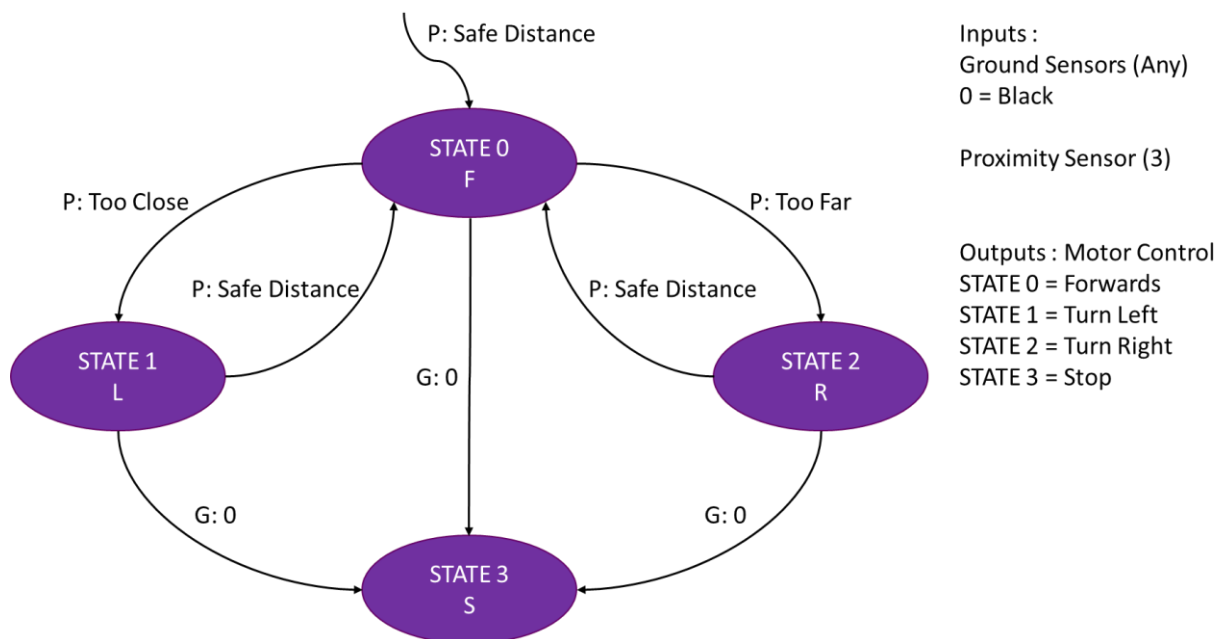 P: Safe Distance
STATE 0
F
P: Too Close
P: Too Far
P: Safe Distance
P: Safe Distance
STATE 1
L
G: 0
STATE 2
R
G: 0
G: 0
STATE 3
S
Inputs :
Ground Sensors (Any)
0 = Black
Proximity Sensor (3)
Outputs : Motor Control
STATE 0 = Forwards
STATE 1 = Turn Left
STATE 2 = Turn Right
STATE 3 = Stop